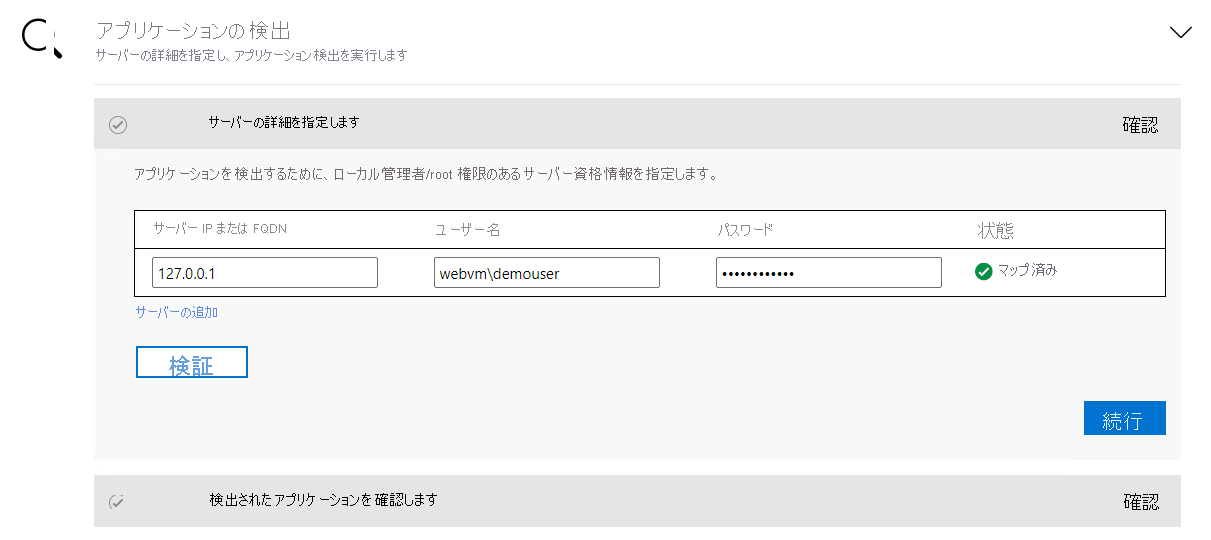 アプリケーションの検出
サーバーの詳細を指定し、アプリケーション検出を実行します
サーバーの詳細を指定します 確認
アプリケーションを検出するために、ローカル管理者/root 権限のあるサーバー資格情報を指定します。
サーバー IP または FQDN ユーザー名 パスワード 状態
127.0.0.1 webvm\demouser •••••••••••• マップ済み
サーバーの追加
検証
続行
検出されたアプリケーションを確認します 確認